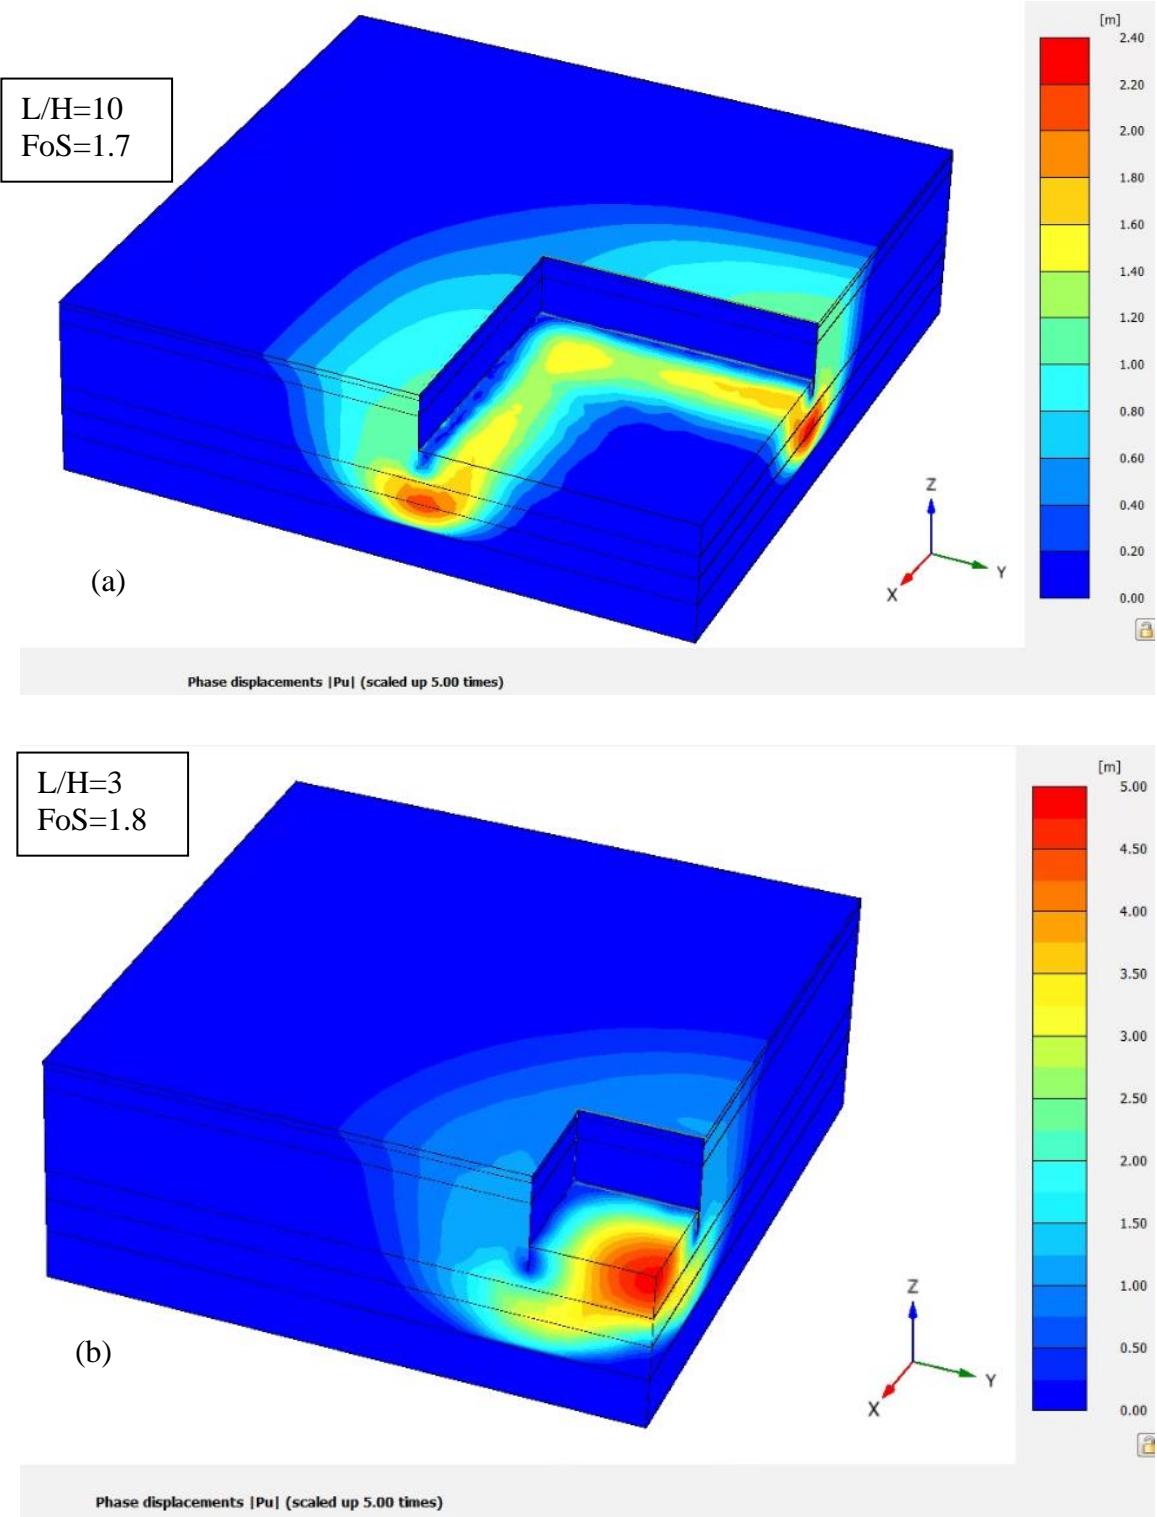 [m]
2.40
L/H=10
FoS=1.7
2.20
2.00
1.80
1.60
1.40
1.20
1.00
0.80
0.60
0.40
0.20
0.00
Z
Y
X
(a)
Phase displacements |Pu| (scaled up 5.00 times)
L/H=3
FoS=1.8
[m]
5.00
4.50
4.00
3.50
3.00
2.50
2.00
1.50
1.00
0.50
0.00
Z
Y
X
(b)
Phase displacements |Pu| (scaled up 5.00 times)